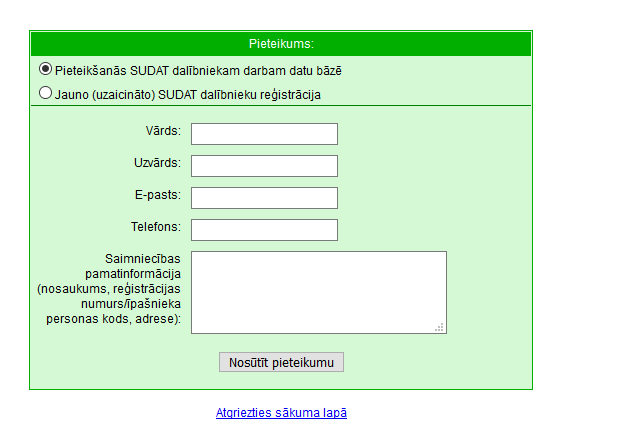 Pieteikums:
Pieteikšanās SUDAT dalībniekam darbam datu bāzē
Jauno (uzaicināto) SUDAT dalībnieku reģistrācija
Vārds:
Uzvārds:
E-pasts:
Telefons:
Saimniecības
pamatinformācija
(nosaukums, reģistrācijas
numurs/īpašnieka
personas kods, adrese):
Nosūtīt pieteikumu
Atgriezties sākuma lapā